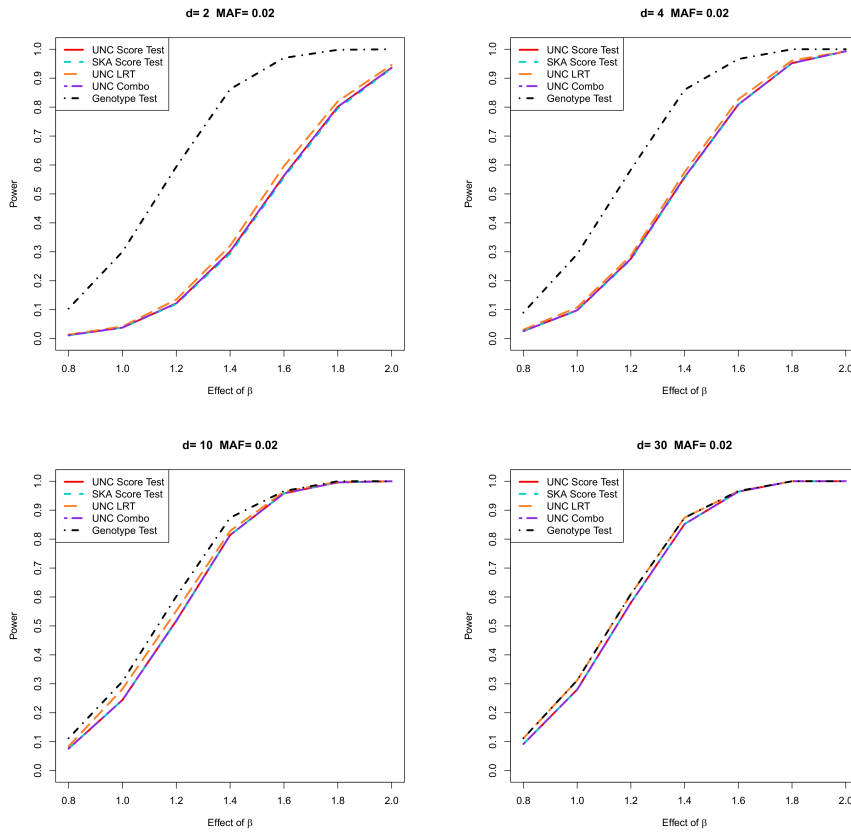 d= 2 MAF= 0.02
UNC Score Test
SKA Score Test
UNC LRT
UNC Combo
Genotype Test
Power
0.0
0.1
0.2
0.3
0.4
0.5
0.6
0.7
0.8
0.9
1.0
0.8 1.0 1.2 1.4 1.6 1.8 2.0
Effect of β
d= 4 MAF= 0.02
UNC Score Test
SKA Score Test
UNC LRT
UNC Combo
Genotype Test
Power
0.0
0.1
0.2
0.3
0.4
0.5
0.6
0.7
0.8
0.9
1.0
0.8 1.0 1.2 1.4 1.6 1.8 2.0
Effect of β
d= 10 MAF= 0.02
UNC Score Test
SKA Score Test
UNC LRT
UNC Combo
Genotype Test
Power
0.0
0.1
0.2
0.3
0.4
0.5
0.6
0.7
0.8
0.9
1.0
0.8 1.0 1.2 1.4 1.6 1.8 2.0
Effect of β
d= 30 MAF= 0.02
UNC Score Test
SKA Score Test
UNC LRT
UNC Combo
Genotype Test
Power
0.0
0.1
0.2
0.3
0.4
0.5
0.6
0.7
0.8
0.9
1.0
0.8 1.0 1.2 1.4 1.6 1.8 2.0
Effect of β